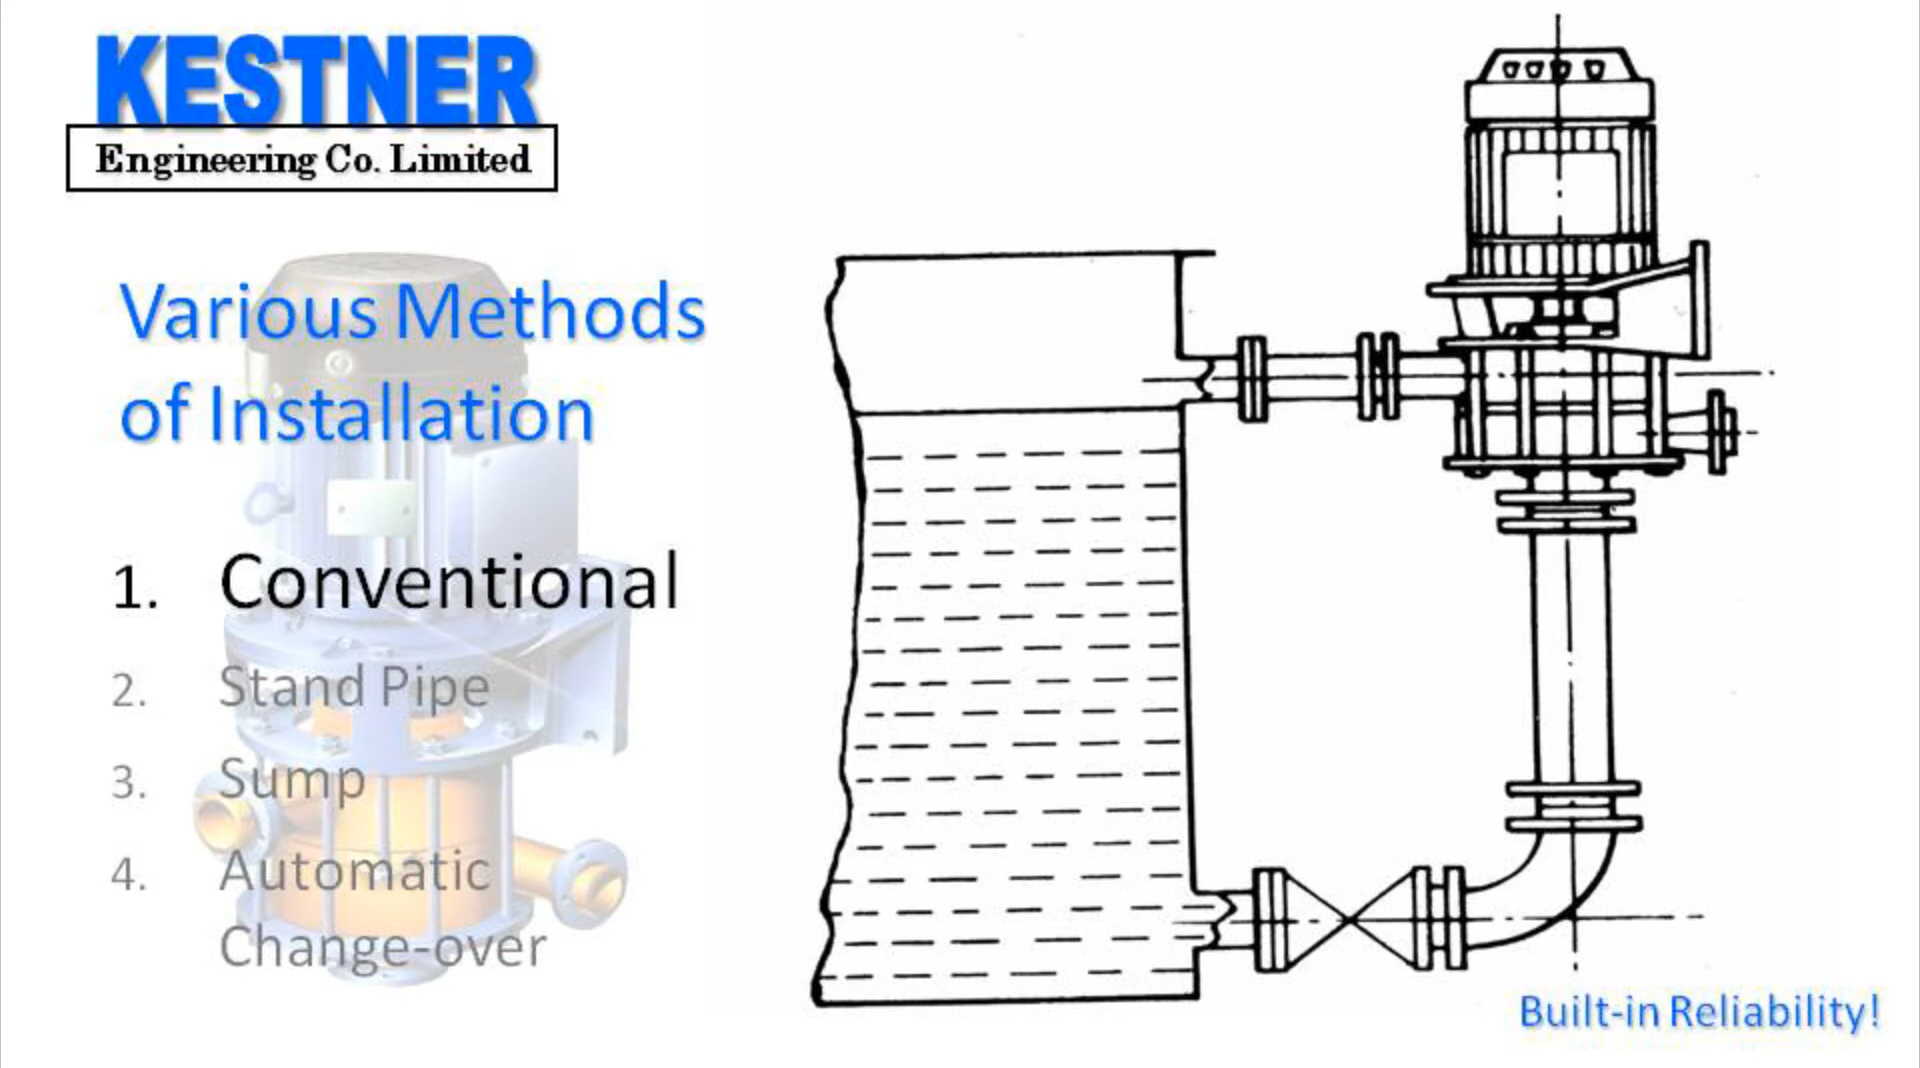 KESTNER
Engineering Co. Limited
Various Methods
of Installation
1. Conventional
2. Stand Pipe
3. Sump
4. Automatic
Change-over
Built-in Reliability!